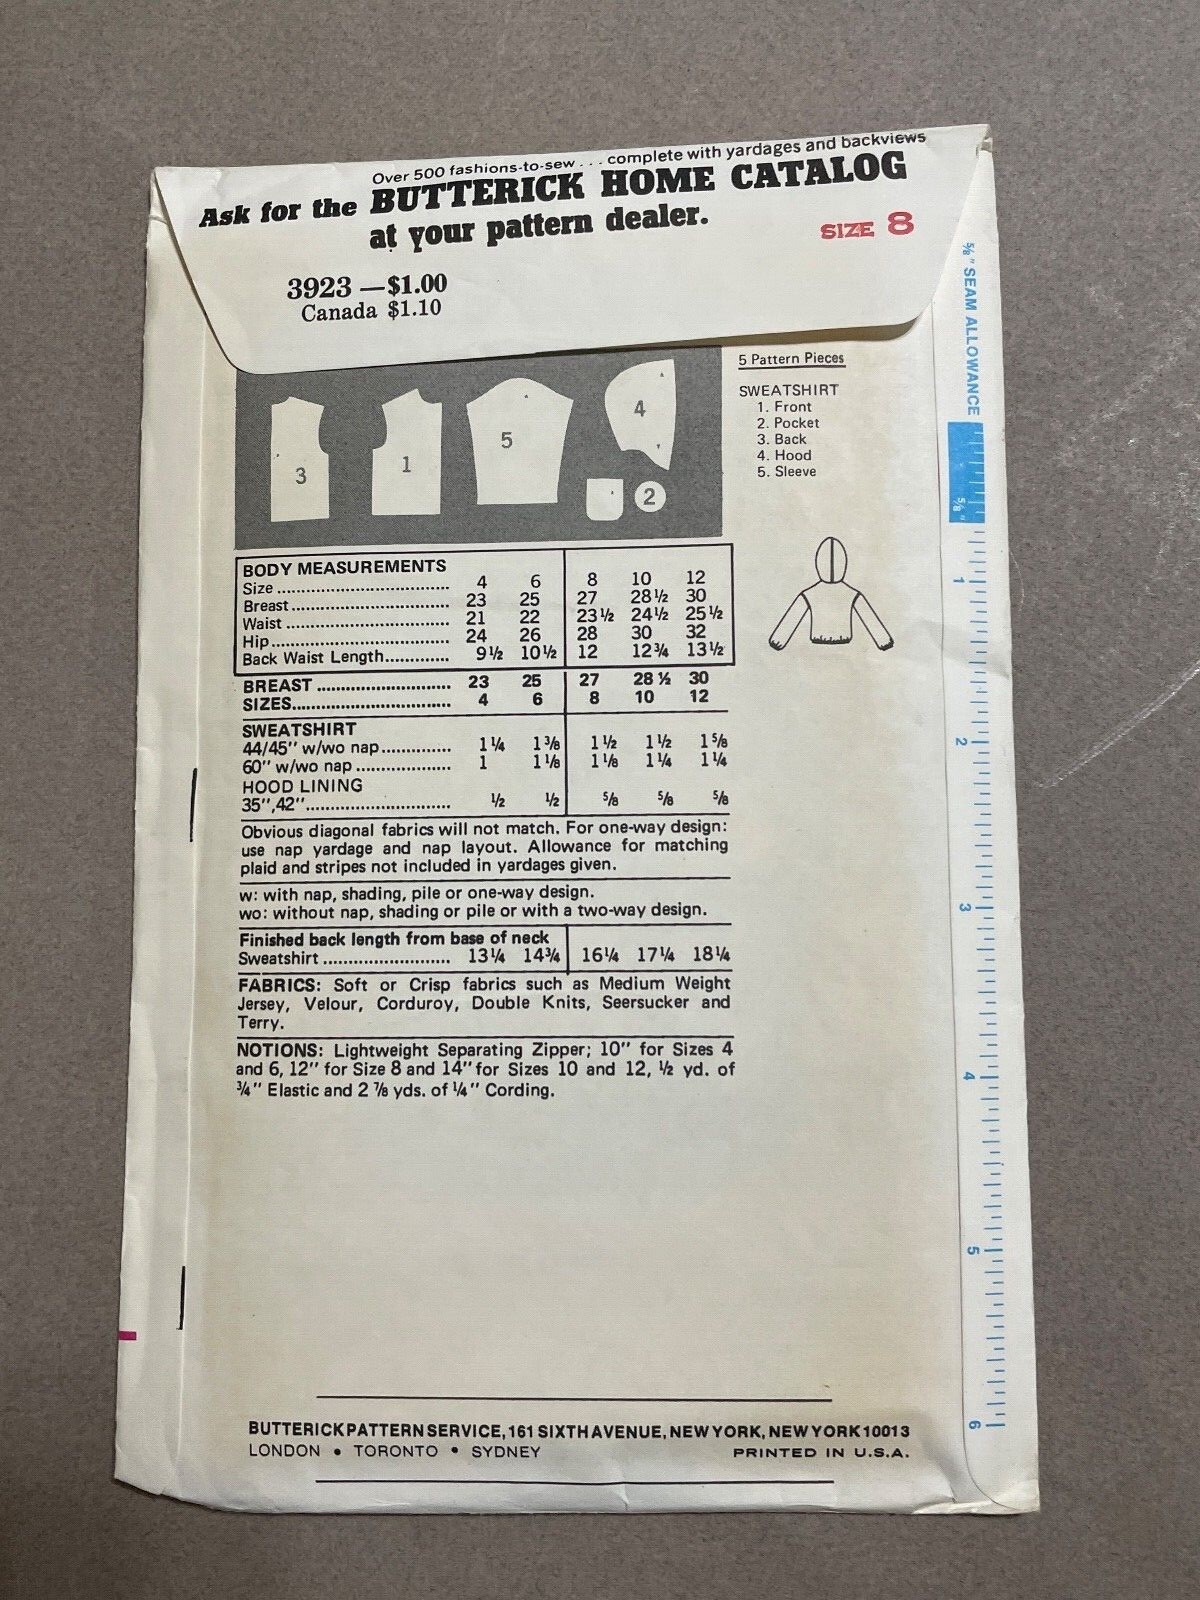 Over 500 fashions-to-sew . . . complete with yardages and backviews
Ask for the BUTTERICK HOME CATALOG
at your pattern dealer.
SIZE 8
3923 —$1.00
Canada $1.10
⅝" SEAM ALLOWANCE
5 Pattern Pieces
SWEATSHIRT
1. Front
2. Pocket
3. Back
4. Hood
5. Sleeve
3
1
5
4
2
BODY MEASUREMENTS
Size 4 6 8 10 12
Breast 23 25 27 28½ 30
Waist 21 22 23½ 24½ 25½
Hip 24 26 28 30 32
Back Waist Length 9½ 10½ 12 12¾ 13½
BREAST 23 25 27 28 ½ 30
SIZES 4 6 8 10 12
SWEATSHIRT
44/45" w/wo nap 1¼ 1⅜ 1½ 1½ 1⅝
60" w/wo nap 1 1⅛ 1⅛ 1¼ 1¼
HOOD LINING
35",42" ½ ½ ⅝ ⅝ ⅝
Obvious diagonal fabrics will not match. For one-way design:
use nap yardage and nap layout. Allowance for matching
plaid and stripes not included in yardages given.
w: with nap, shading, pile or one-way design.
wo: without nap, shading or pile or with a two-way design.
Finished back length from base of neck
Sweatshirt 13¼ 14¾ 16¼ 17¼ 18¼
FABRICS: Soft or Crisp fabrics such as Medium Weight
Jersey, Velour, Corduroy, Double Knits, Seersucker and
Terry.
NOTIONS: Lightweight Separating Zipper; 10" for Sizes 4
and 6, 12" for Size 8 and 14" for Sizes 10 and 12, ½ yd. of
¾" Elastic and 2 ⅞ yds. of ¼" Cording.
⅝"
1
2
3
4
5
6
BUTTERICK PATTERN SERVICE, 161 SIXTH AVENUE, NEW YORK, NEW YORK 10013
LONDON • TORONTO • SYDNEY PRINTED IN U.S.A.